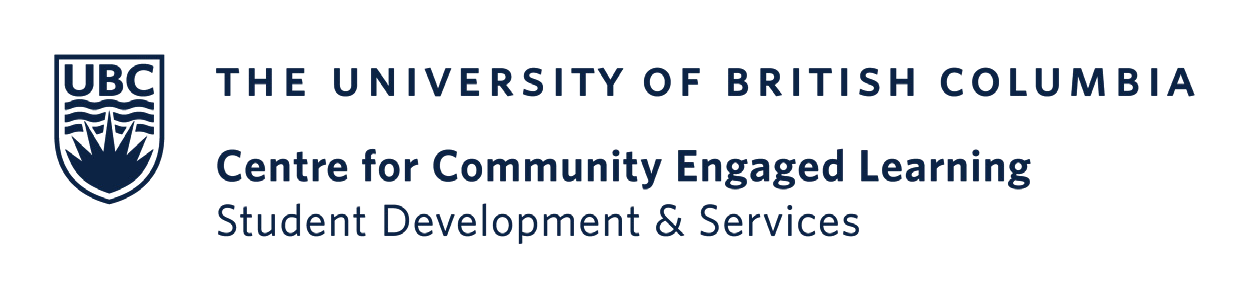 UBC
THE UNIVERSITY OF BRITISH COLUMBIA
Centre for Community Engaged Learning
Student Development & Services